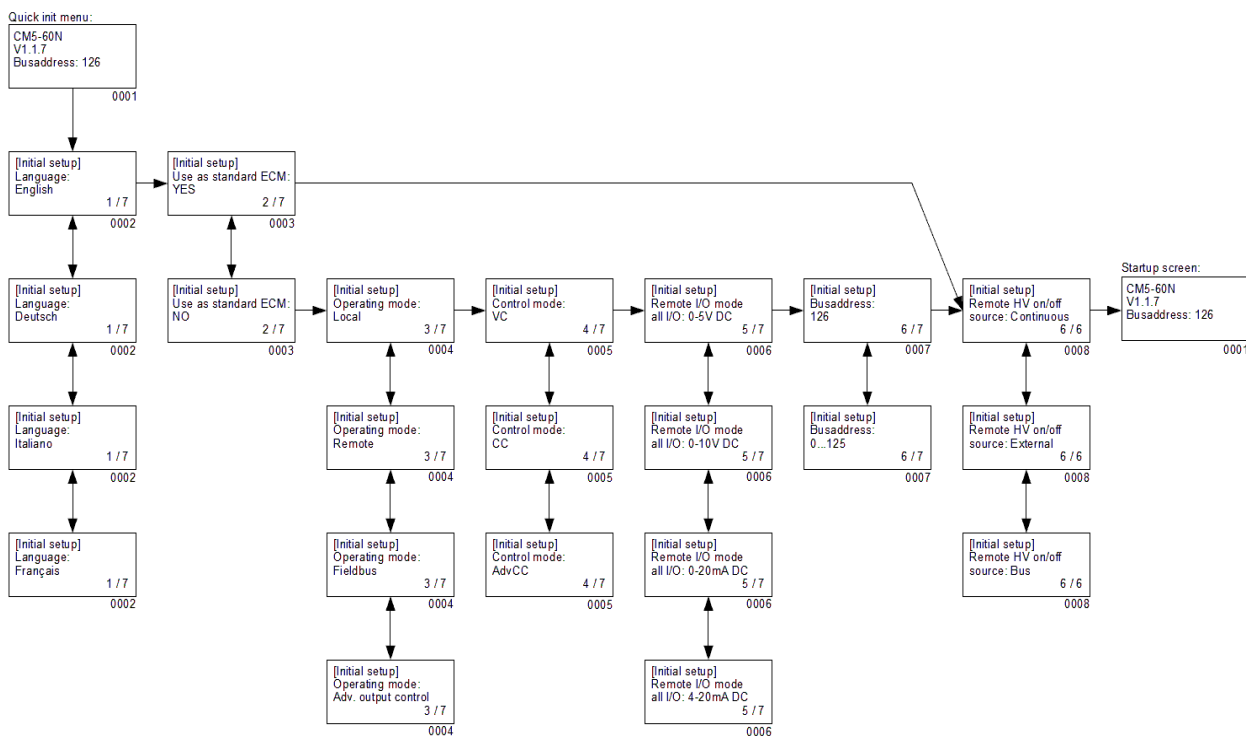 Quick init menu:
CM5-60N
V1.1.7
Busaddress: 126
0001
[Initial setup]
Language:
English
1 / 7
0002
[Initial setup]
Use as standard ECM:
YES
2 / 7
0003
[Initial setup]
Language:
Deutsch
1 / 7
0002
[Initial setup]
Use as standard ECM:
NO
2 / 7
0003
[Initial setup]
Operating mode:
Local
3 / 7
0004
[Initial setup]
Control mode:
VC
4 / 7
0005
[Initial setup]
Remote I/O mode
all I/O: 0-5V DC
5 / 7
0006
[Initial setup]
Busaddress:
126
6 / 7
0007
[Initial setup]
Remote HV on/off
source: Continuous
6 / 6
0008
Startup screen:
CM5-60N
V1.1.7
Busaddress: 126
0001
[Initial setup]
Language:
Italiano
1 / 7
0002
[Initial setup]
Operating mode:
Remote
3 / 7
0004
[Initial setup]
Control mode:
CC
4 / 7
0005
[Initial setup]
Remote I/O mode
all I/O: 0-10V DC
5 / 7
0006
[Initial setup]
Busaddress:
0...125
6 / 7
0007
[Initial setup]
Remote HV on/off
source: External
6 / 6
0008
[Initial setup]
Language:
Français
1 / 7
0002
[Initial setup]
Operating mode:
Fieldbus
3 / 7
0004
[Initial setup]
Control mode:
AdvCC
4 / 7
0005
[Initial setup]
Remote I/O mode
all I/O: 0-20mA DC
5 / 7
0006
[Initial setup]
Remote HV on/off
source: Bus
6 / 6
0008
[Initial setup]
Operating mode:
Adv. output control
3 / 7
0004
[Initial setup]
Remote I/O mode
all I/O: 4-20mA DC
5 / 7
0006